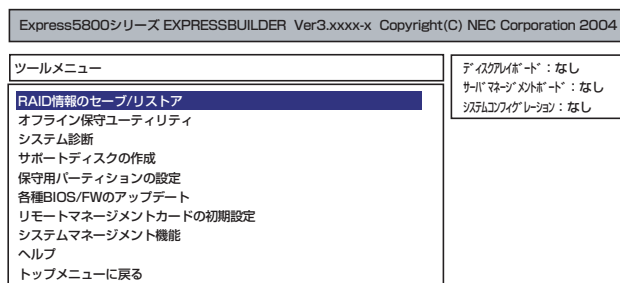 Express5800シリーズ EXPRESSBUILDER Ver3.xxxx-x Copyright(C) NEC Corporation 2004
ツールメニュー
RAID情報のセーブ/リストア
オフライン保守ユーティリティ
システム診断
サポートディスクの作成
保守用パーティションの設定
各種BIOS/FWのアップデート
リモートマネージメントカードの初期設定
システムマネージメント機能
ヘルプ
トップメニューに戻る
ﾃﾞｨｽｸｱﾚｲﾎﾞｰﾄﾞ：なし
ｻｰﾊﾞﾏﾈｰｼﾞﾒﾝﾄﾎﾞｰﾄﾞ：なし
ｼｽﾃﾑｺﾝﾌｨｸﾞﾚｰｼｮﾝ：なし